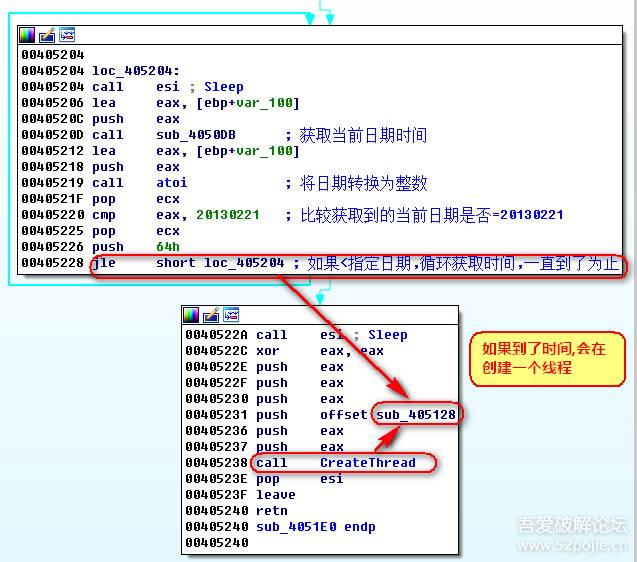 00405204
00405204 loc_405204:
00405204 call    esi ; Sleep
00405206 lea     eax, [ebp+var_100]
0040520C push    eax
0040520D call    sub_4050DB      ; 获取当前日期时间
00405212 lea     eax, [ebp+var_100]
00405218 push    eax
00405219 call    atoi            ; 将日期转换为整数
0040521F pop     ecx
00405220 cmp     eax, 20130221   ; 比较获取到的当前日期是否=20130221
00405225 pop     ecx
00405226 push    64h
00405228 jle     short loc_405204 ; 如果<指定日期,循环获取时间,一直到了为止
0040522A call    esi ; Sleep
0040522C xor     eax, eax
0040522E push    eax
0040522F push    eax
00405230 push    eax
00405231 push    offset sub_405128
00405236 push    eax
00405237 push    eax
00405238 call    CreateThread
0040523E pop     esi
0040523F leave
00405240 retn
00405240 sub_4051E0 endp
00405240
如果到了时间,会在
创建一个线程
吾爱破解论坛
www.52pojie.cn